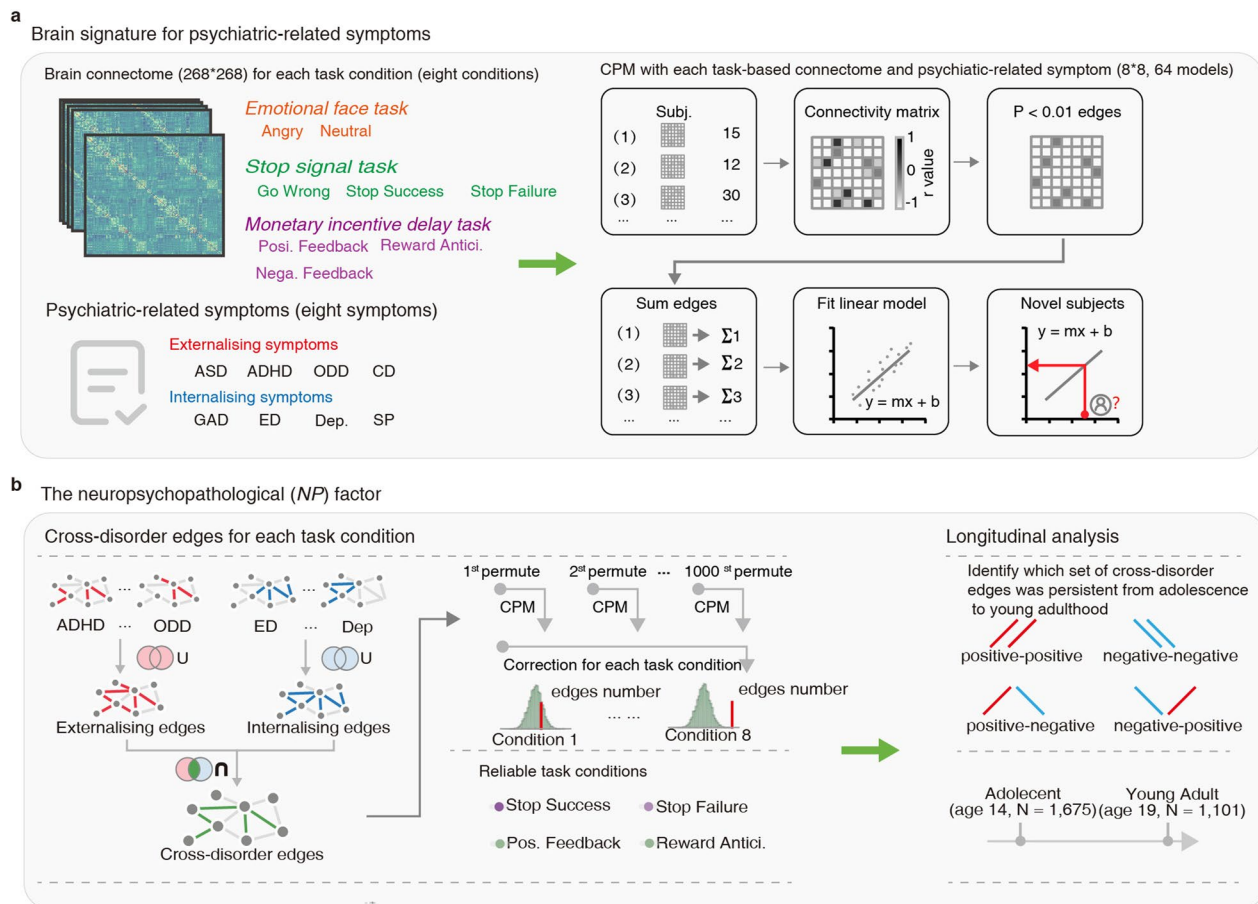 a
Brain signature for psychiatric-related symptoms
Brain connectome (268*268) for each task condition (eight conditions)
Emotional face task
Angry Neutral
Stop signal task
Go Wrong Stop Success Stop Failure
Monetary incentive delay task
Posi. Feedback Reward Antici.
Nega. Feedback
Psychiatric-related symptoms (eight symptoms)
Externalising symptoms
ASD ADHD ODD CD
Internalising symptoms
GAD ED Dep. SP
CPM with each task-based connectome and psychiatic-related symptom (8*8, 64 models)
Subj.
(1) 15
(2) 12
(3) 30
... ... ...
Connectivity matrix
1
0
-1
r value
P < 0.01 edges
Sum edges
(1) Σ1
(2) Σ2
(3) Σ3
... ... ...
Fit linear model
y = mx + b
Novel subjects
y = mx + b
?
b
The neuropsychopathological (NP) factor
Cross-disorder edges for each task condition
... ...
ADHD ... ODD ED ... Dep
U U
Externalising edges Internalising edges
∩
Cross-disorder edges
1st permute 2st permute ... 1000 st permute
CPM CPM CPM
Correction for each task condition
edges number edges number
... ...
Condition 1 Condition 8
Reliable task conditions
Stop Success Stop Failure
Pos. Feedback Reward Antici.
Longitudinal analysis
Identify which set of cross-disorder
edges was persistent from adolescence
to young adulthood
positive-positive negative-negative
positive-negative negative-positive
Adolecent Young Adult
(age 14, N = 1,675) (age 19, N = 1,101)